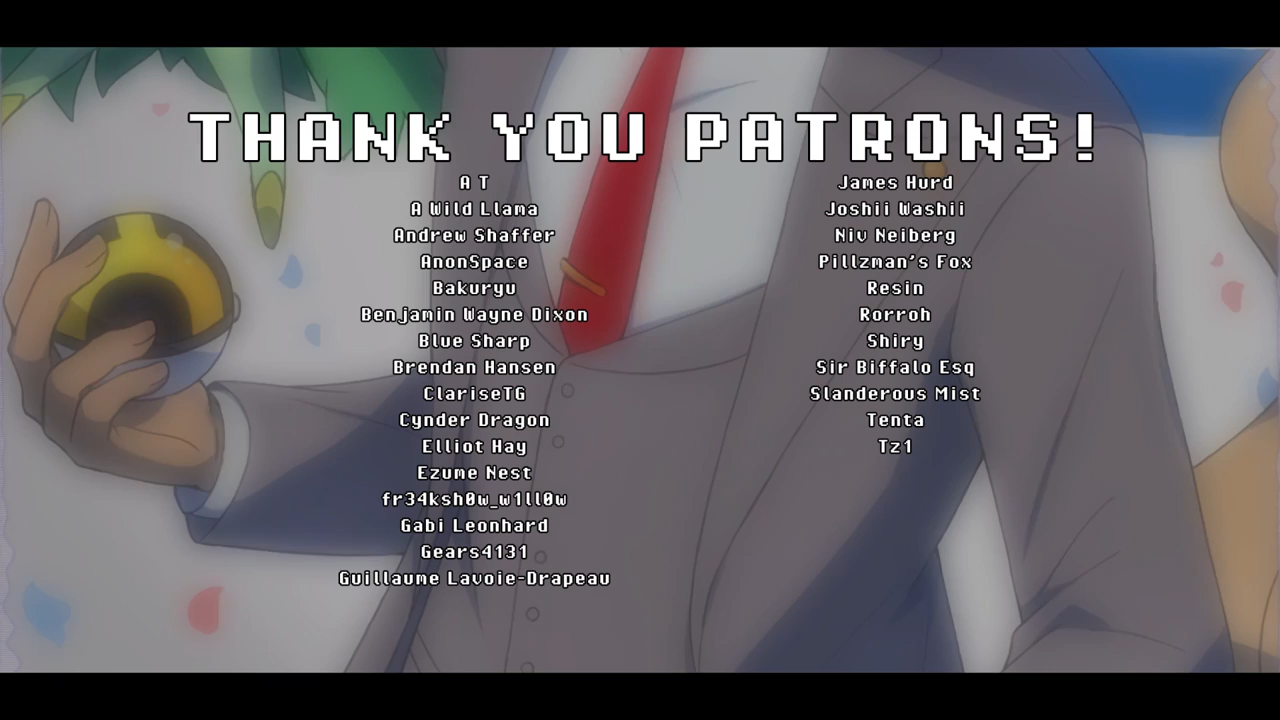 THANK YOU PATRONS!
A T
A Wild Llama
Andrew Shaffer
AnonSpace
Bakuryu
Benjamin Wayne Dixon
Blue Sharp
Brendan Hansen
ClariseTG
Cynder Dragon
Elliot Hay
Ezume Nest
fr34ksh0w_w1ll0w
Gabi Leonhard
Gears4131
Guillaume Lavoie-Drapeau
James Hurd
Joshii Washii
Niv Neiberg
Pillzman's Fox
Resin
Rorroh
Shiry
Sir Biffalo Esq
Slanderous Mist
Tenta
Tz1